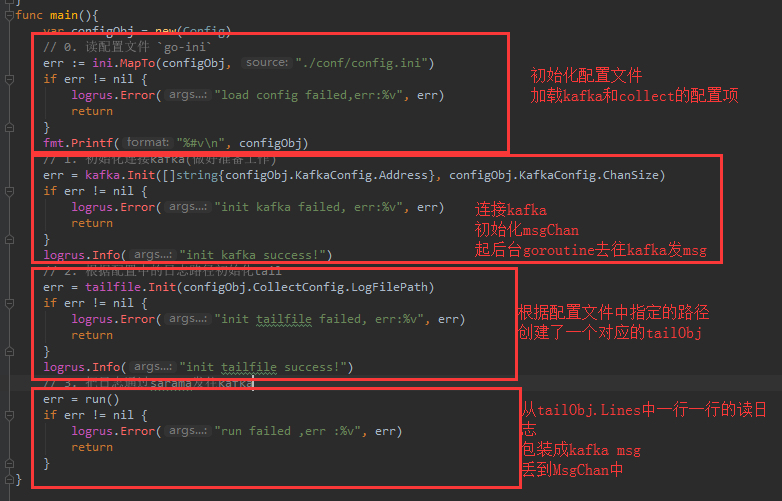 func main(){
var configObj = new(Config)
// 0. 读配置文件 `go-ini`
err := ini.MapTo(configObj, source: "./conf/config.ini")
if err != nil {
logrus.Error( args...: "load config failed,err:%v", err)
return
}
fmt.Printf( format: "%#v\n", configObj)
初始化配置文件
加载kafka和collect的配置项
// 1. 初始化连接kafka(做好准备工作)
err = kafka.Init([]string{configObj.KafkaConfig.Address}, configObj.KafkaConfig.ChanSize)
if err != nil {
logrus.Error( args...: "init kafka failed, err:%v", err)
return
}
logrus.Info( args...: "init kafka success!")
连接kafka
初始化msgChan
起后台goroutine去往kafka发msg
// 2. 根据配置中的日志路径初始化tail
err = tailfile.Init(configObj.CollectConfig.LogFilePath)
if err != nil {
logrus.Error( args...: "init tailfile failed, err:%v", err)
return
}
logrus.Info( args...: "init tailfile success!")
根据配置文件中指定的路径
创建了一个对应的tailObj
// 3. 把日志通过sarama发往kafka
err = run()
if err != nil {
logrus.Error( args...: "run failed ,err :%v", err)
return
}
}
从tailObj.Lines中一行一行的读日
志
包装成kafka msg
丢到MsgChan中